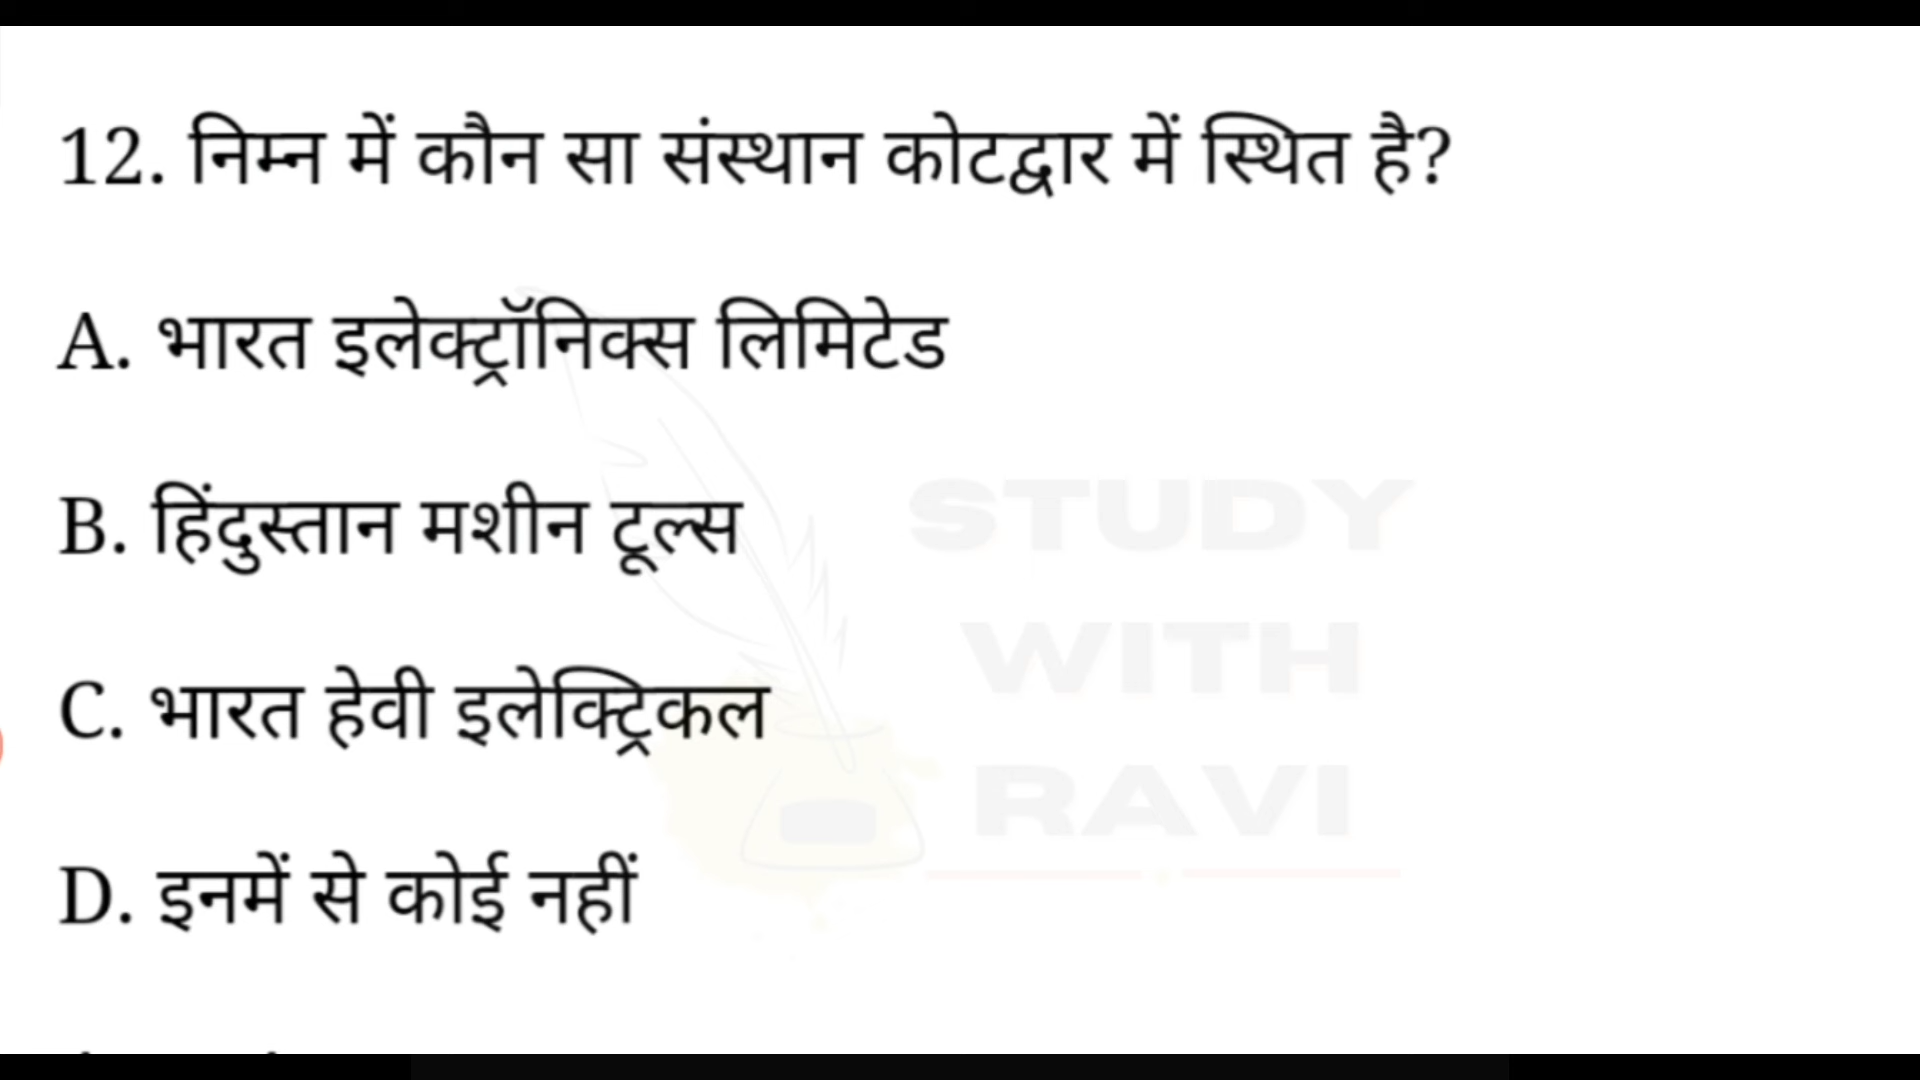 12. निम्न में कौन सा संस्थान कोटद्वार में स्थित है?
A. भारत इलेक्ट्रॉनिक्स लिमिटेड
B. हिंदुस्तान मशीन टूल्स
STUDY
WITH
C. भारत हेवी इलेक्ट्रिकल
RAVI
D. इनमें से कोई नहीं